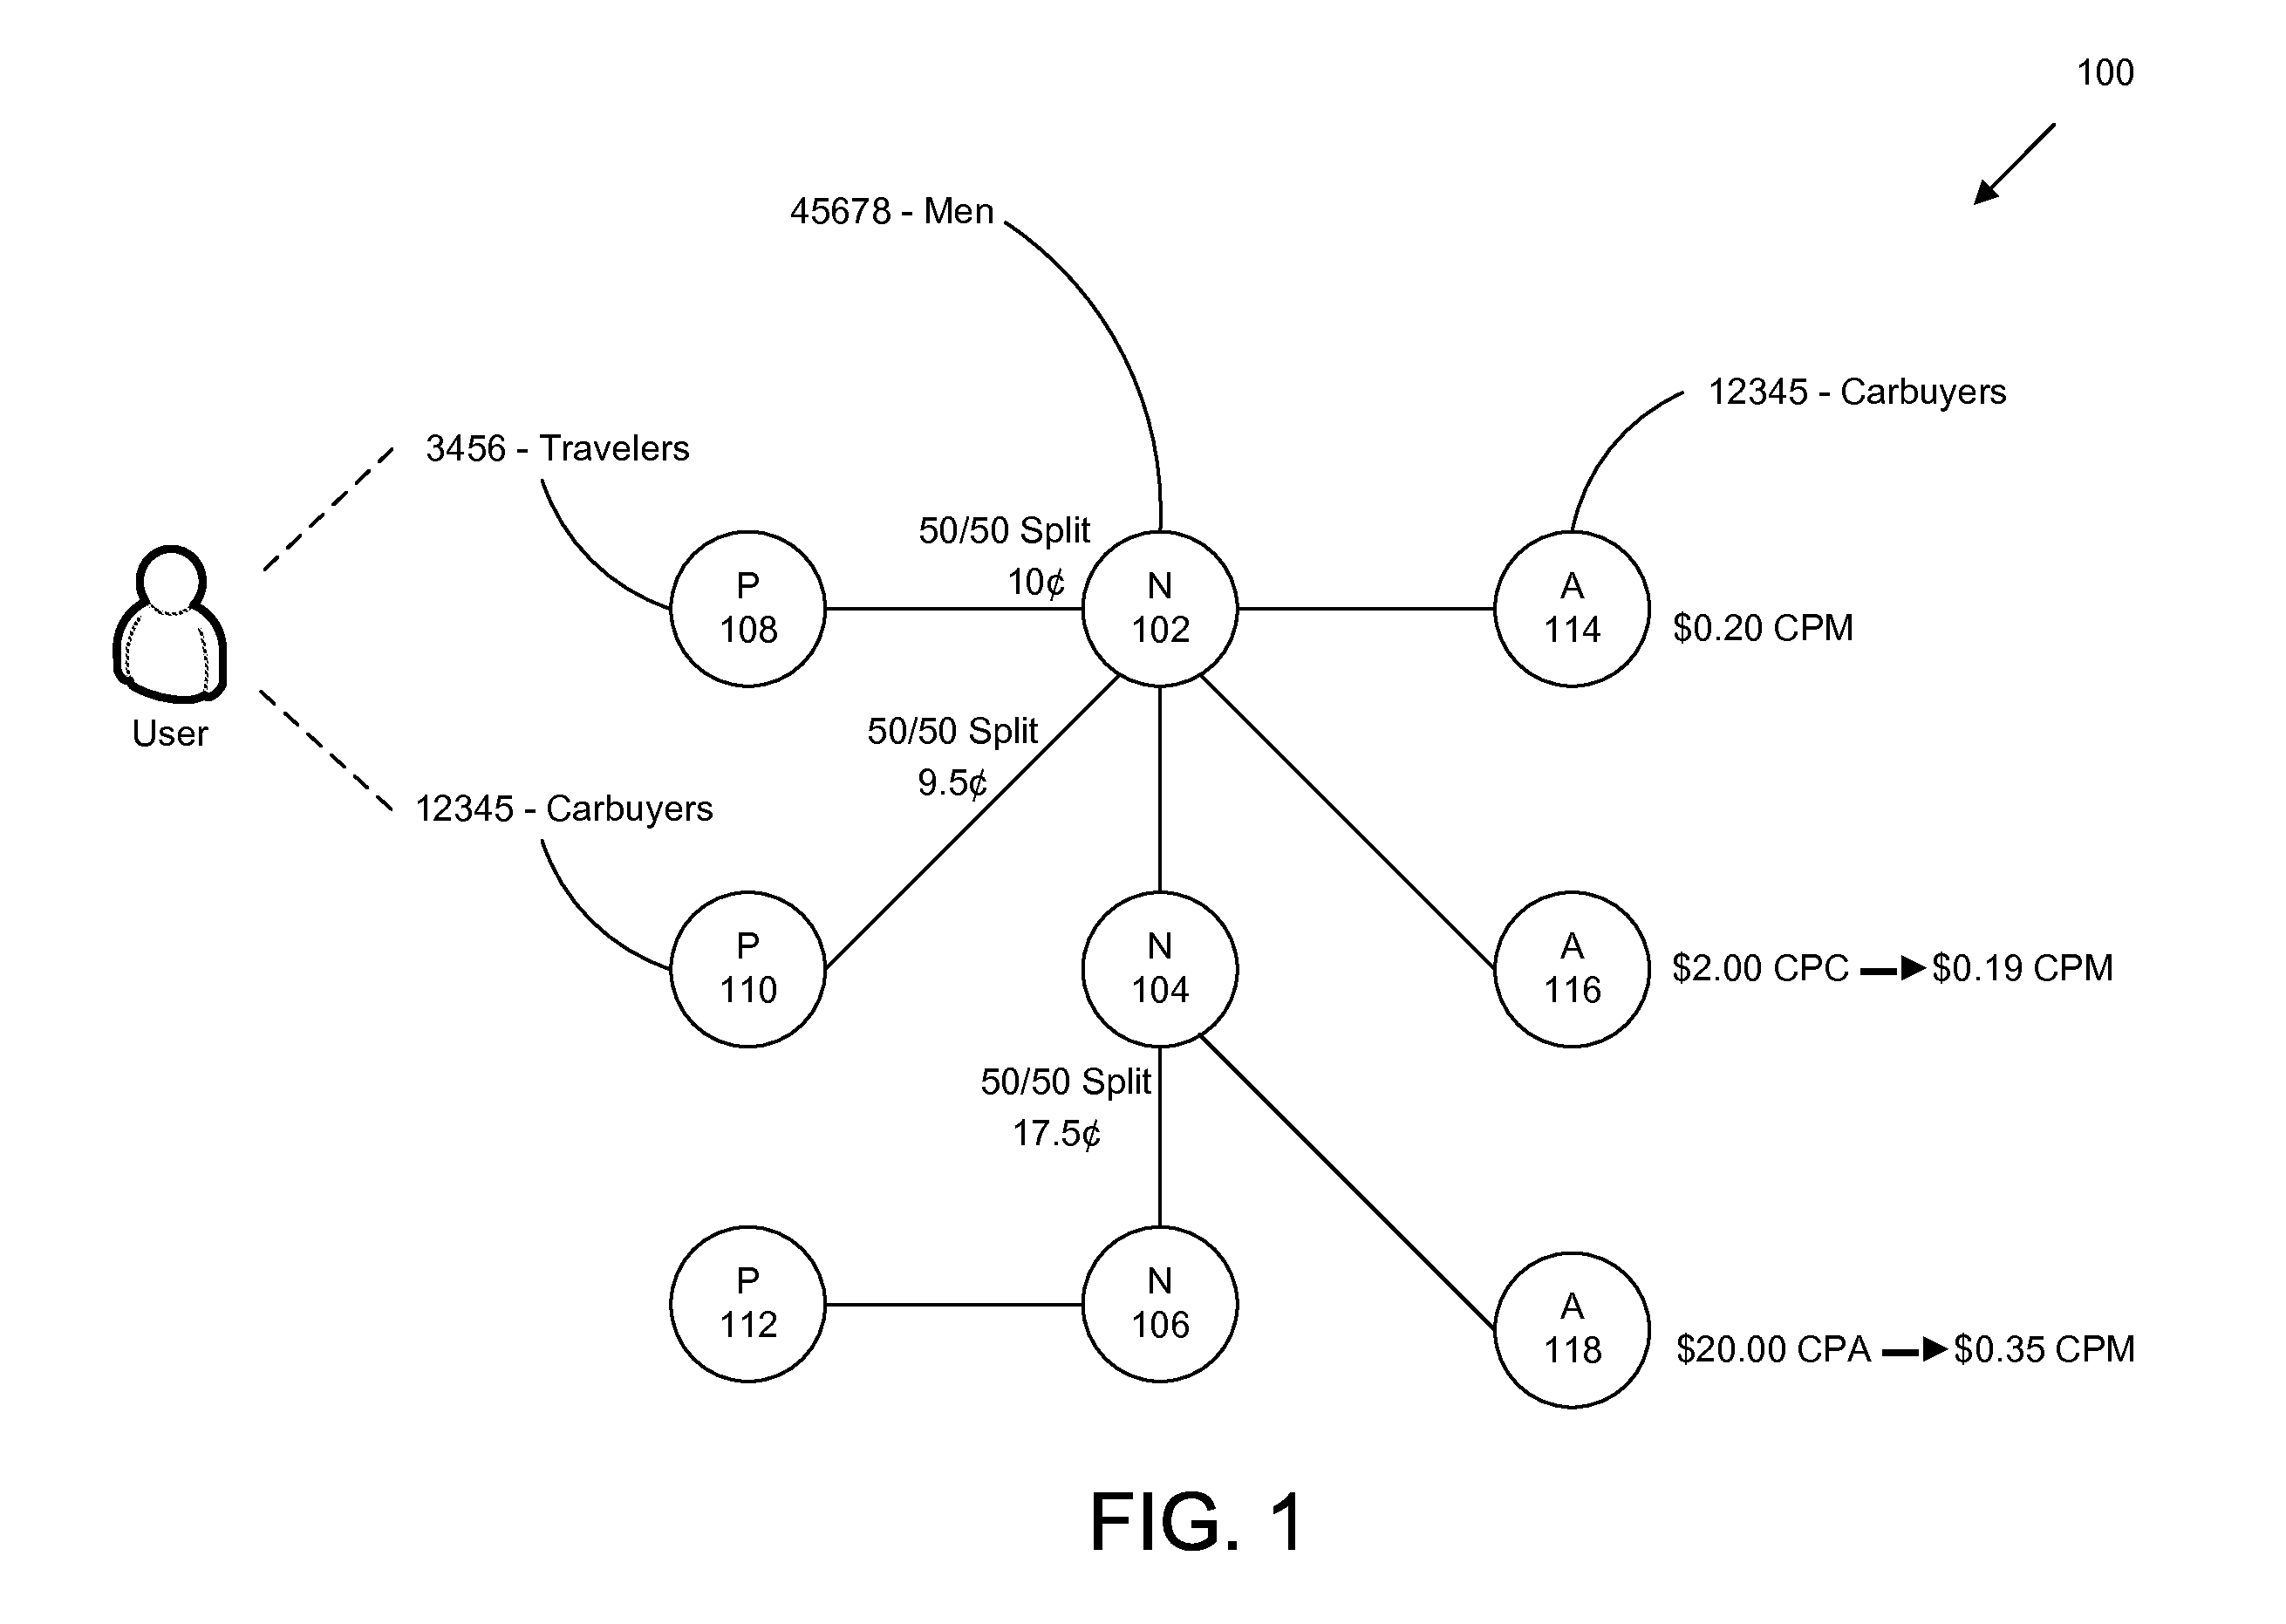 100
45678 - Men
12345 - Carbuyers
3456 - Travelers
50/50 Split
10¢
P
108
N
102
A
114
$0.20 CPM
User
50/50 Split
9.5¢
12345 - Carbuyers
P
110
N
104
A
116
$2.00 CPC $0.19 CPM
50/50 Split
17.5¢
P
112
N
106
A
118
$20.00 CPA $0.35 CPM
FIG. 1